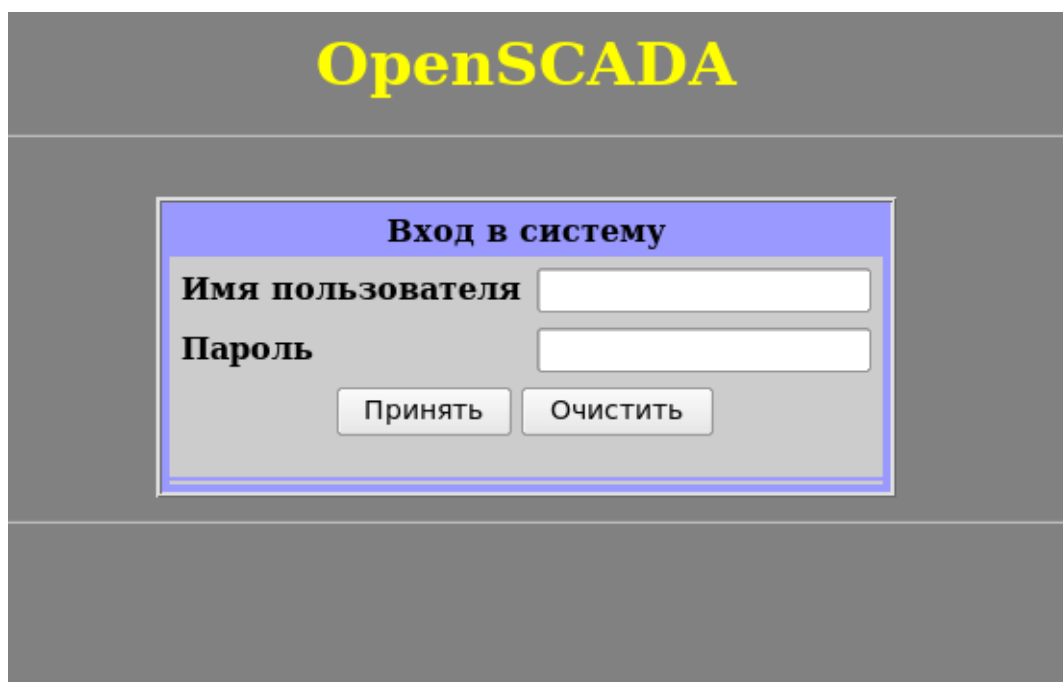 OpenSCADA
Вход в систему
Имя пользователя
Пароль
Принять Очистить